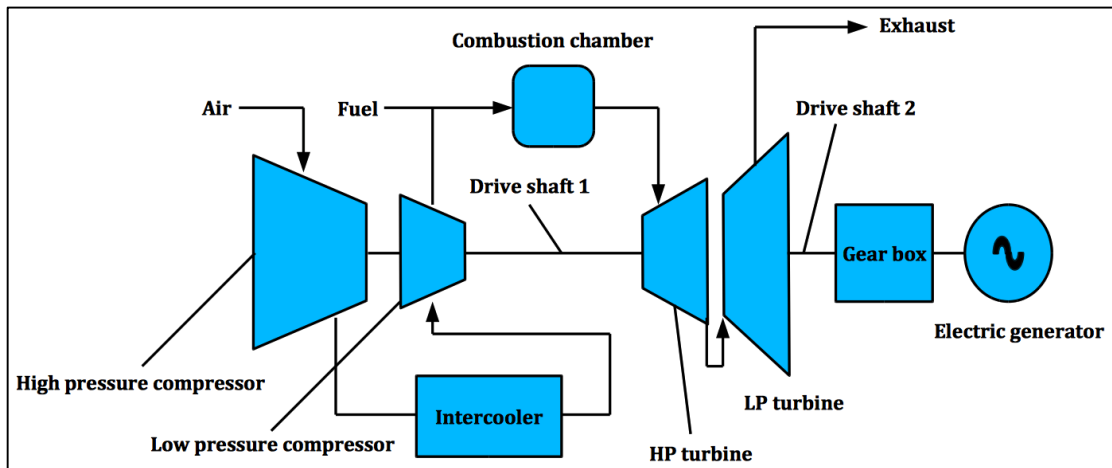 Exhaust
Combustion chamber
Air
Fuel
Drive shaft 2
Drive shaft 1
Gear box
Electric generator
High pressure compressor
LP turbine
Intercooler
Low pressure compressor
HP turbine